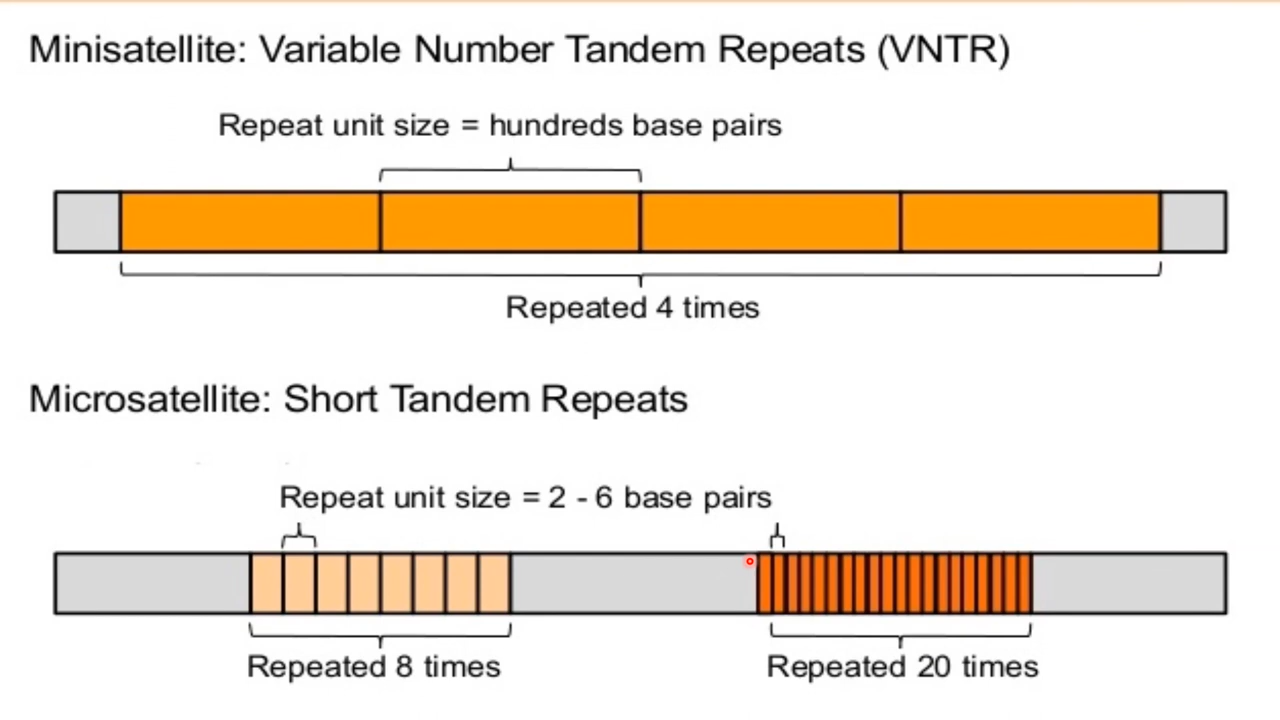 Minisatellite: Variable Number Tandem Repeats (VNTR)
Repeat unit size = hundreds base pairs
Repeated 4 times
Microsatellite: Short Tandem Repeats
Repeat unit size = 2 - 6 base pairs
Repeated 8 times
Repeated 20 times